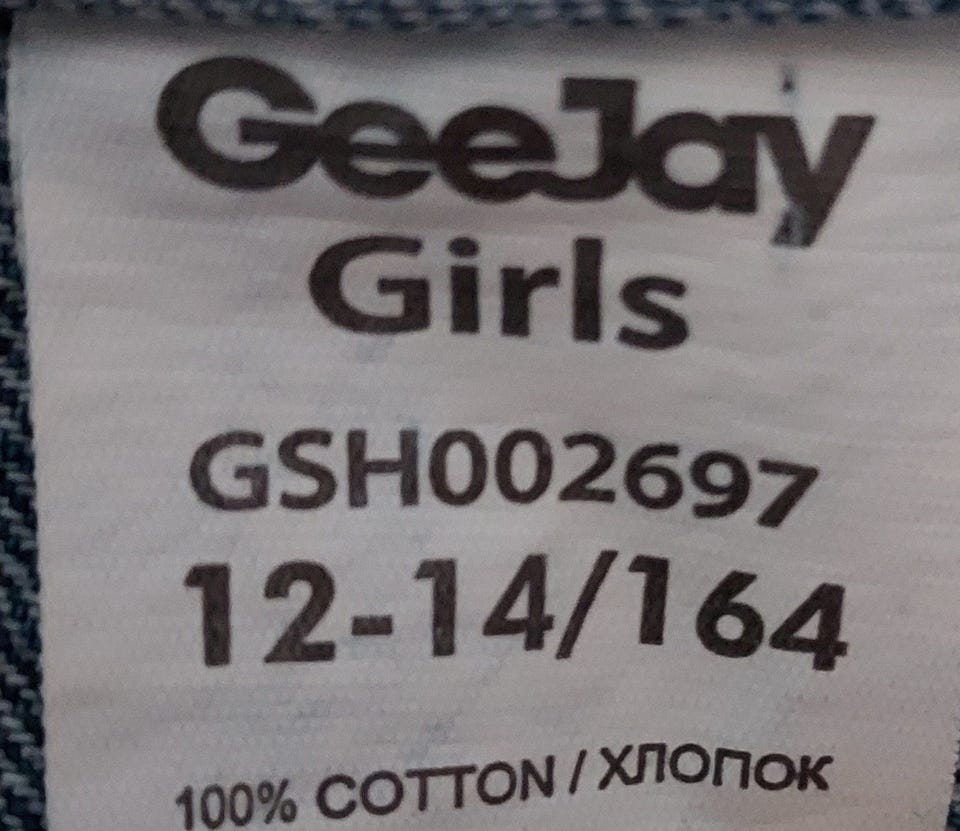 GeeJay
Girls
GSH002697
12-14/164
100% COTTON / ХЛОПОК